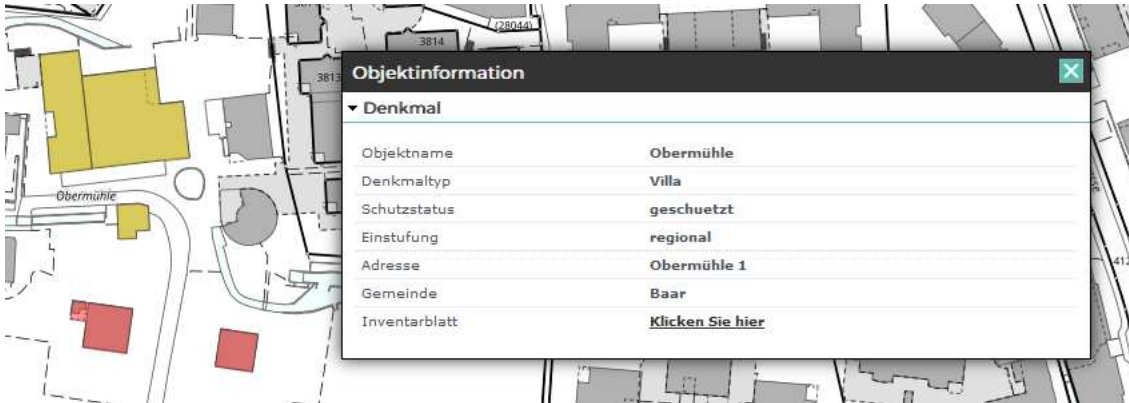 (28044)
3814
3813
Objektinformation
Denkmal
Objektname Obermühle
Denkmaltyp Villa
Schutzstatus geschuetzt
Einstufung regional
Adresse Obermühle 1
Gemeinde Baar
Inventarblatt Klicken Sie hier
Obermühle
412